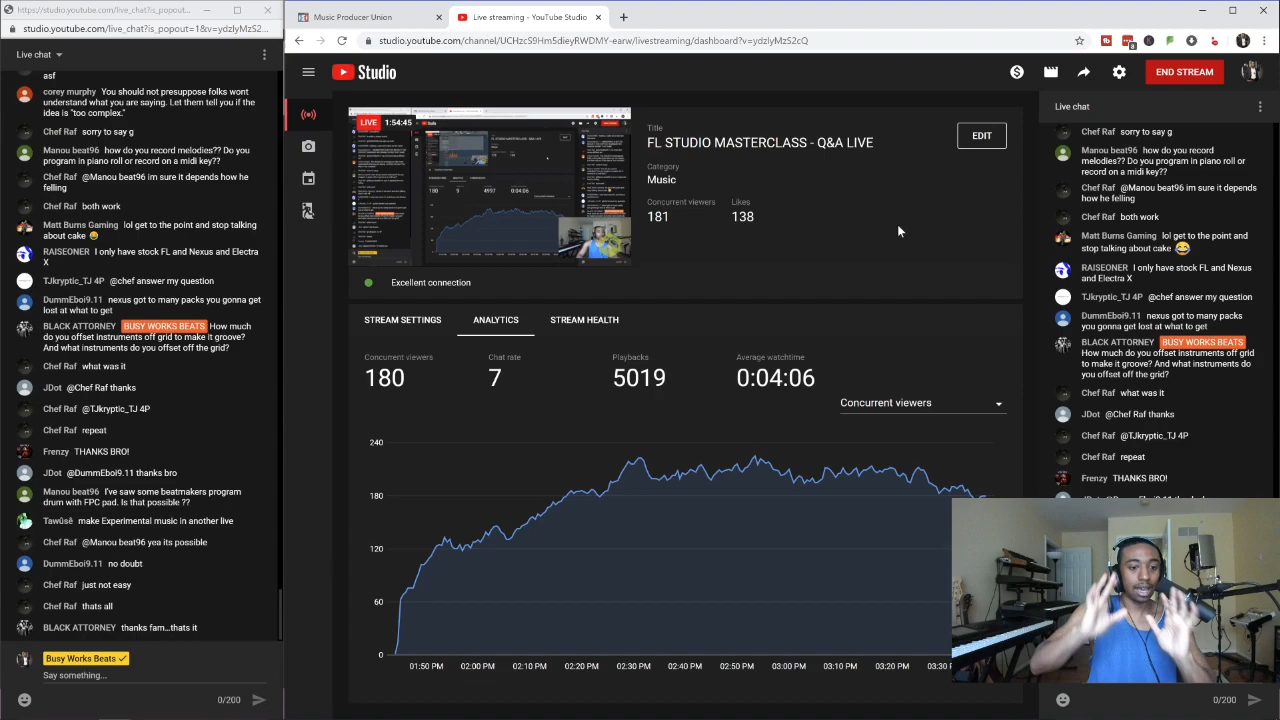 https://studio.youtube.com/live_chat?is_popout=1&v=ydzlyMzS2...
studio.youtube.com/live_chat?is_popout=1&v=ydzlyMzS2...
Live chat
asf
corey murphy You should not presuppose folks wont
understand what you are saying. Let them tell you if the
idea is "too complex."
Chef Raf sorry to say g
Manou beat96 how do you record melodies?? Do you
program in piano roll or record on a midi key??
Chef Raf @Manou beat96 im sure it depends how he
felling
Chef Raf both work
Matt Burns Gaming lol get to the point and stop talking
about cake 😂
RAISEONER I only have stock FL and Nexus and Electra
X
TJkryptic_TJ 4P @chef answer my question
DummEboi9.11 nexus got to many packs you gonna get
lost at what to get
BLACK ATTORNEY BUSY WORKS BEATS How much
do you offset instruments off grid to make it groove?
And what instruments do you offset off the grid?
Chef Raf what was it
JDot @Chef Raf thanks
Chef Raf @TJkryptic_TJ 4P
Chef Raf repeat
Frenzy THANKS BRO!
JDot @DummEboi9.11 thanks bro
Manou beat96 I've saw some beatmakers program
drum with FPC pad. Is that possible ??
Tawûsê make Experimental music in another live
Chef Raf @Manou beat96 yea its possible
DummEboi9.11 no doubt
Chef Raf just not easy
Chef Raf thats all
BLACK ATTORNEY thanks fam...thats it
Busy Works Beats ✓
Say something...
0/200
Music Producer Union
Live streaming - YouTube Studio
studio.youtube.com/channel/UCHzcS9Hm5dieyRWDMY-earw/livestreaming/dashboard?v=ydzlyMzS2cQ
Studio
END STREAM
LIVE 1:54:45
Title
FL STUDIO MASTERCLASS + Q&A LIVE
Category
Music
Concurrent viewers Likes
181 138
EDIT
Excellent connection
STREAM SETTINGS ANALYTICS STREAM HEALTH
Concurrent viewers Chat rate Playbacks Average watchtime
180 7 5019 0:04:06
Concurrent viewers
240
180
120
60
0
01:50 PM 02:00 PM 02:10 PM 02:20 PM 02:30 PM 02:40 PM 02:50 PM 03:00 PM 03:10 PM 03:20 PM 03:30
Live chat
Chef Raf sorry to say g
Manou beat96 how do you record
melodies?? Do you program in piano roll or
record on a midi key??
Chef Raf @Manou beat96 im sure it depends
how he felling
Chef Raf both work
Matt Burns Gaming lol get to the point and
stop talking about cake 😂
RAISEONER I only have stock FL and Nexus
and Electra X
TJkryptic_TJ 4P @chef answer my question
DummEboi9.11 nexus got to many packs
you gonna get lost at what to get
BLACK ATTORNEY BUSY WORKS BEATS
How much do you offset instruments off grid
to make it groove? And what instruments do
you offset off the grid?
Chef Raf what was it
JDot @Chef Raf thanks
Chef Raf @TJkryptic_TJ 4P
Chef Raf repeat
Frenzy THANKS BRO!
0/200